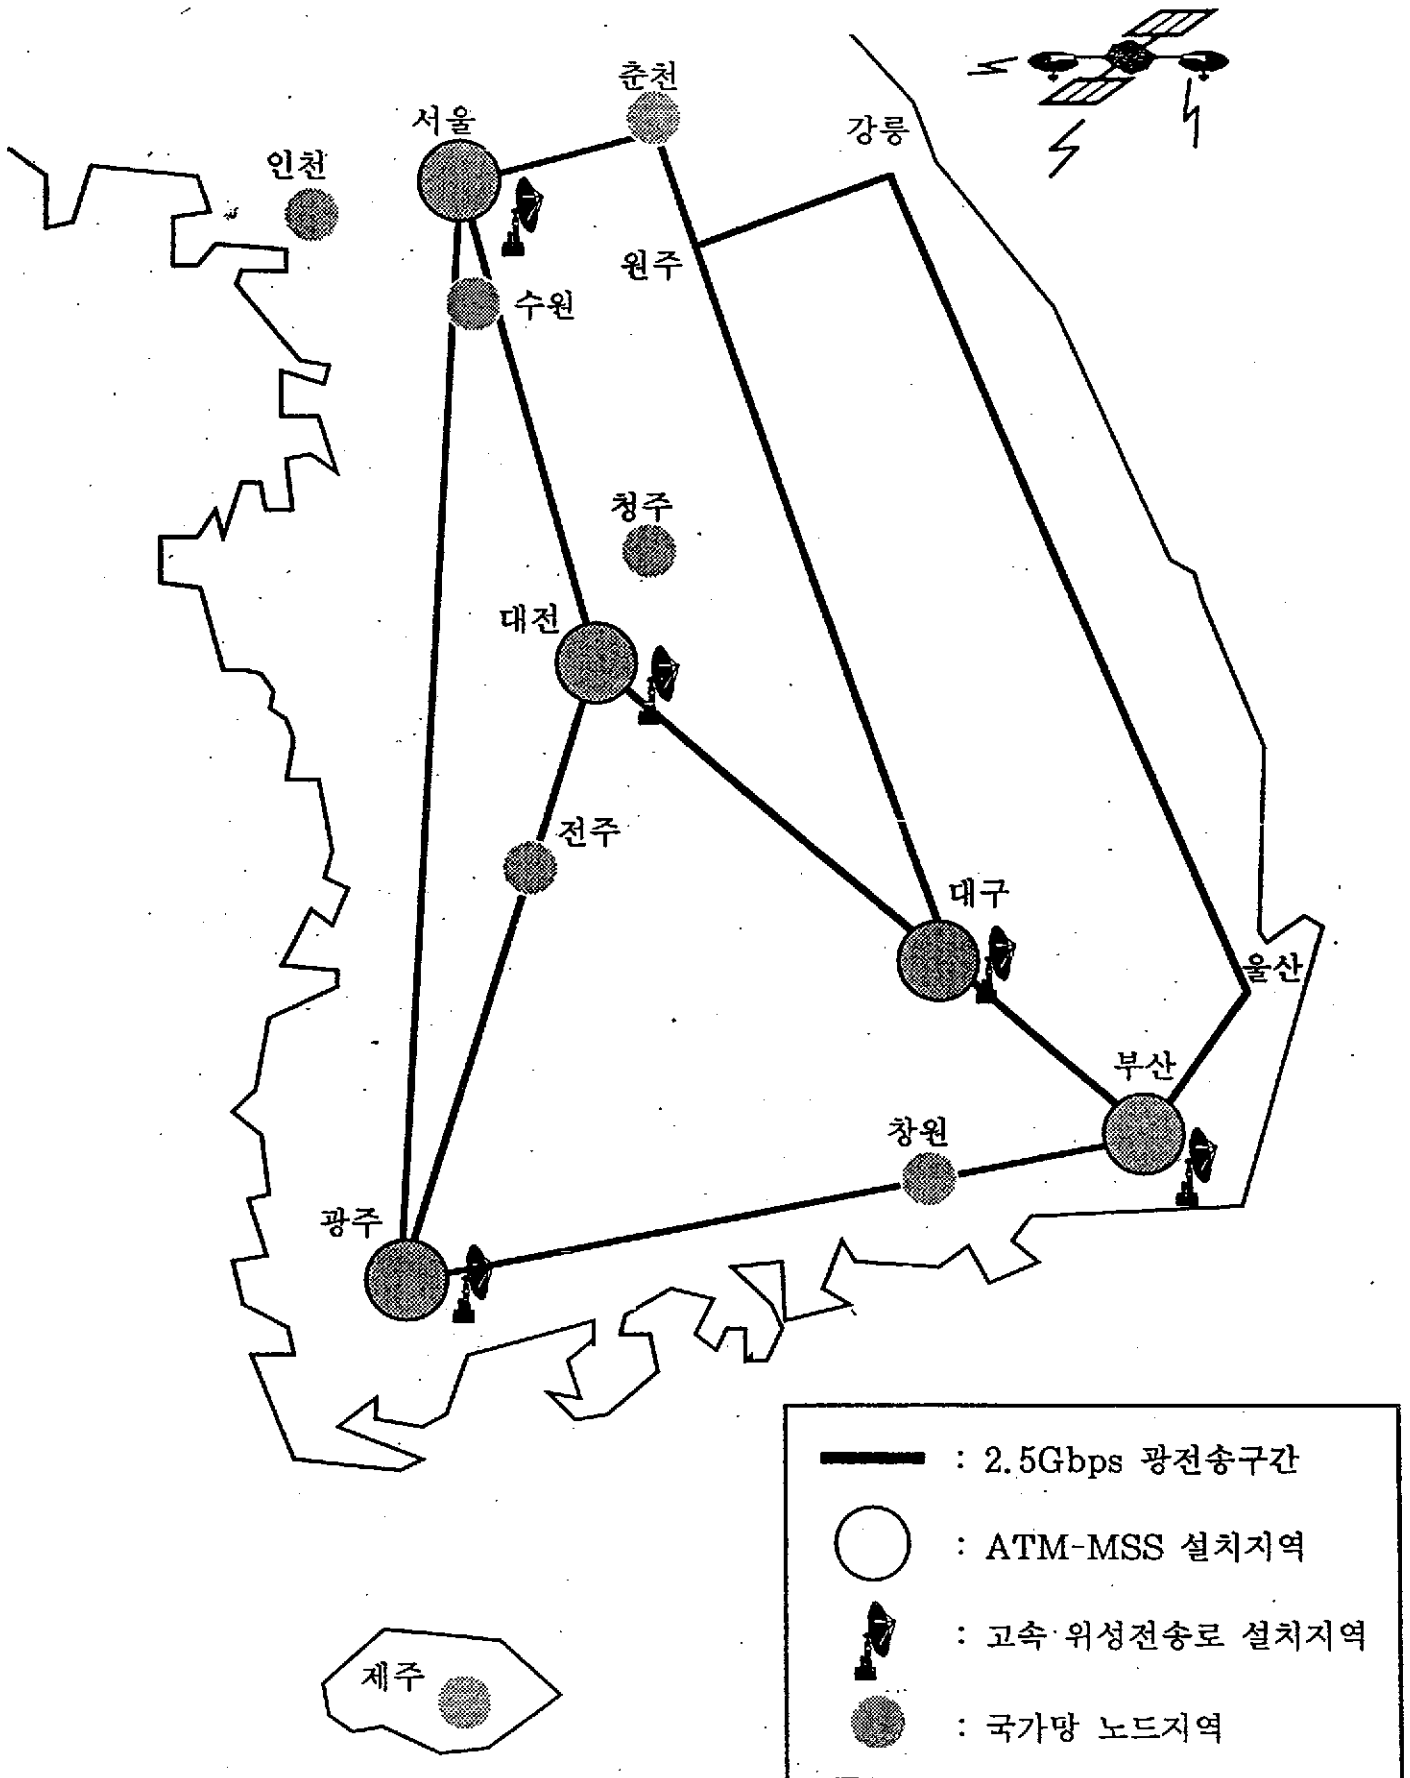 춘천
서울
강릉
인천
원주
수원
청주
대전
전주
대구
울산
부산
창원
광주
: 2.5Gbps 광전송구간
: ATM-MSS 설치지역
: 고속 위성전송로 설치지역
제주
: 국가망 노드지역